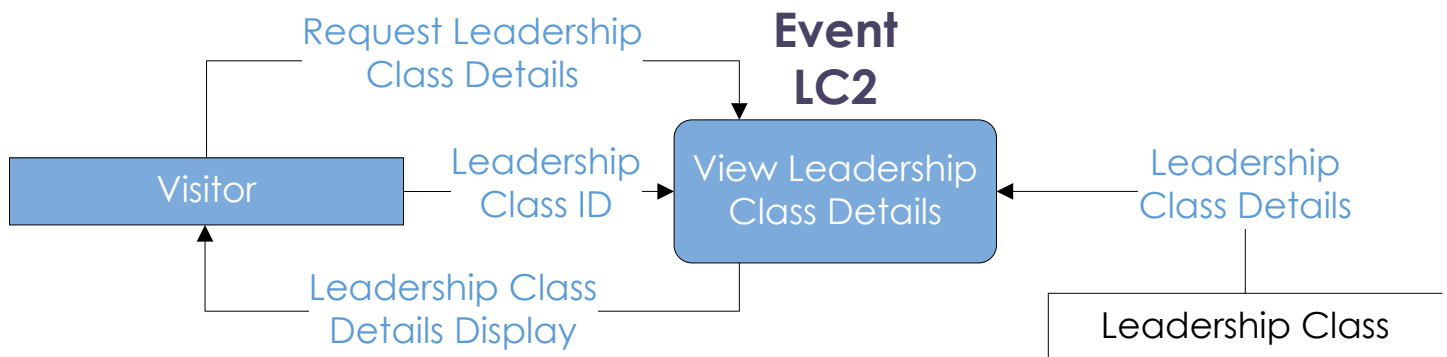 Request Leadership
Class Details
Event
LC2
Visitor
Leadership
Class ID
View Leadership
Class Details
Leadership
Class Details
Leadership Class
Details Display
Leadership Class